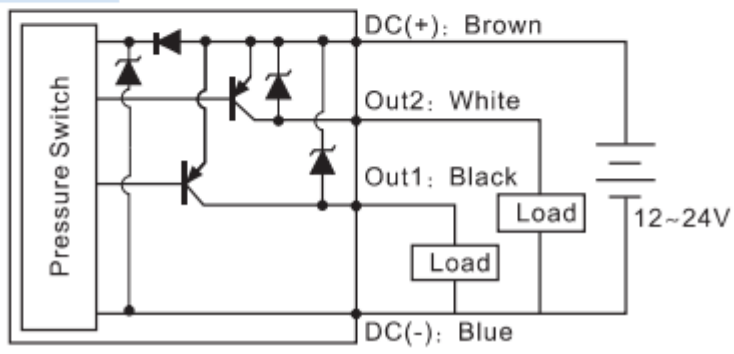 DC(+): Brown
Out2: White
Out1: Black
Pressure Switch
Load
12~24V
Load
DC(-): Blue